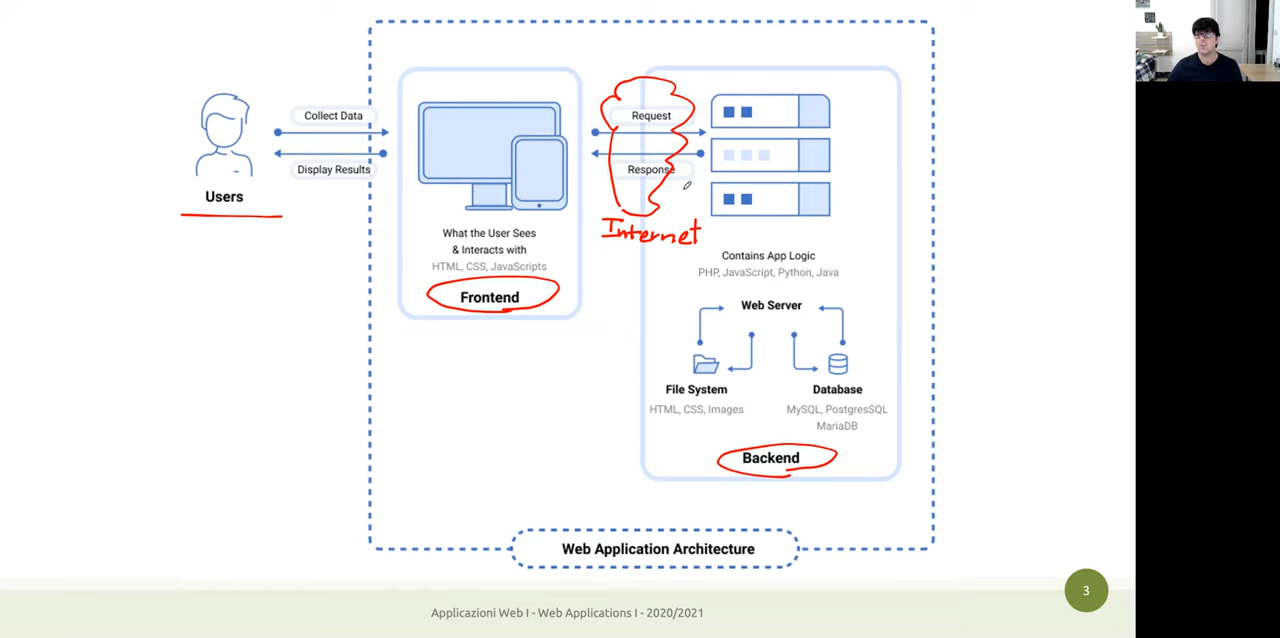 Collect Data
Display Results
Users
What the User Sees
& Interacts with
HTML, CSS, JavaScripts
Frontend
Request
Response
Internet
Contains App Logic
PHP, JavaScript, Python, Java
Web Server
File System
HTML, CSS, Images
Database
MySQL, PostgresSQL
MariaDB
Backend
Web Application Architecture
3
Applicazioni Web I - Web Applications I - 2020/2021